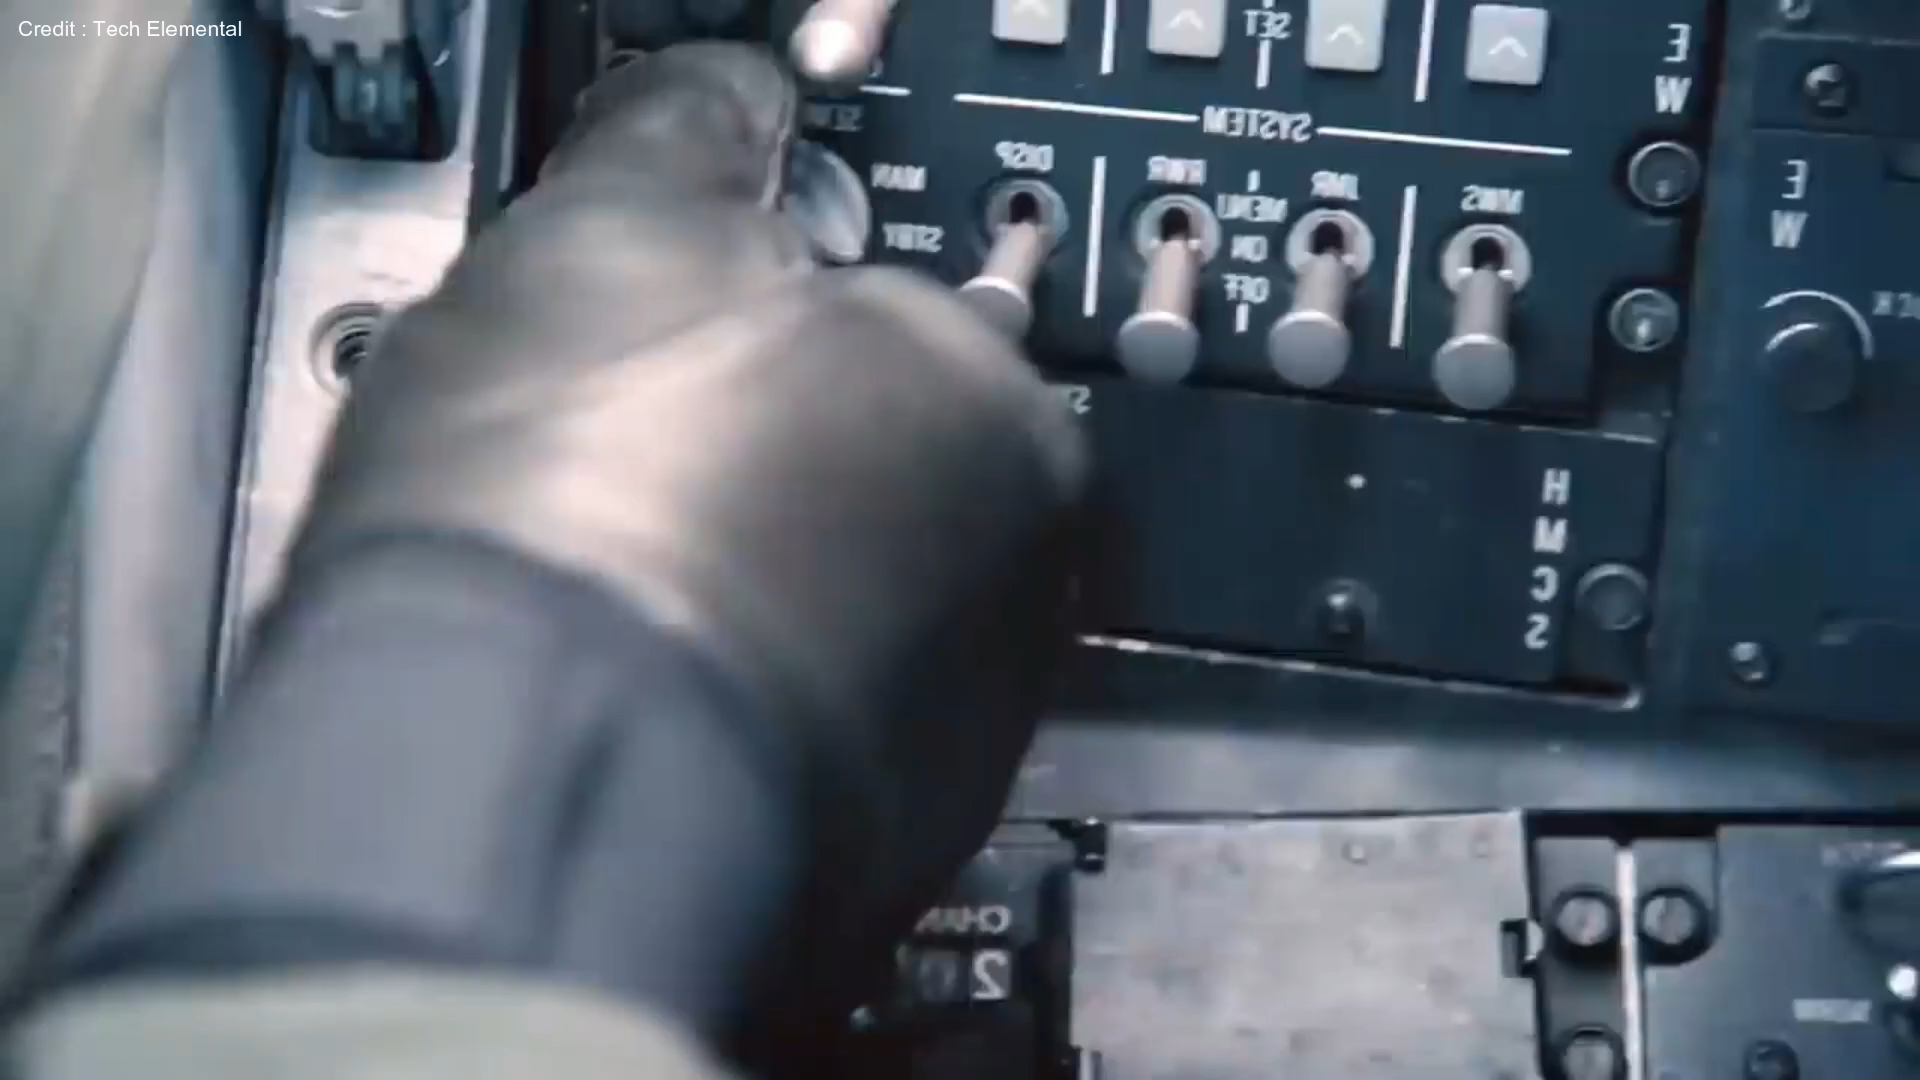 Credit : Tech Elemental
SET
E
W
SYSTEM
DISP
RWR
JMR
MWS
MAN
MENU
STBY
ON
OFF
E
W
H
M
C
S
2